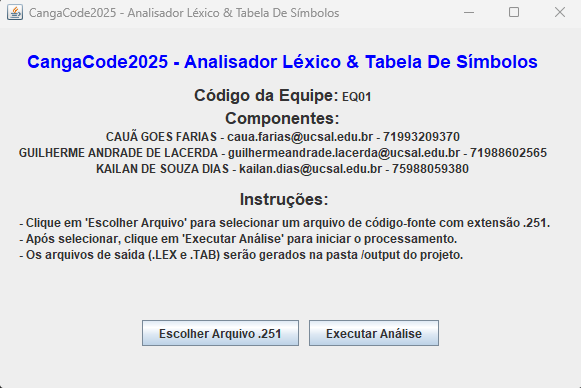 CangaCode2025 - Analisador Léxico & Tabela De Símbolos
CangaCode2025 - Analisador Léxico & Tabela De Símbolos
Código da Equipe: EQ01
Componentes:
CAUÃ GOES FARIAS - caua.farias@ucsal.edu.br - 71993209370
GUILHERME ANDRADE DE LACERDA - guilhermeandrade.lacerda@ucsal.edu.br - 71988602565
KAILAN DE SOUZA DIAS - kailan.dias@ucsal.edu.br - 75988059380
Instruções:
- Clique em 'Escolher Arquivo' para selecionar um arquivo de código-fonte com extensão .251.
- Após selecionar, clique em 'Executar Análise' para iniciar o processamento.
- Os arquivos de saída (.LEX e .TAB) serão gerados na pasta /output do projeto.
Escolher Arquivo .251 Executar Análise